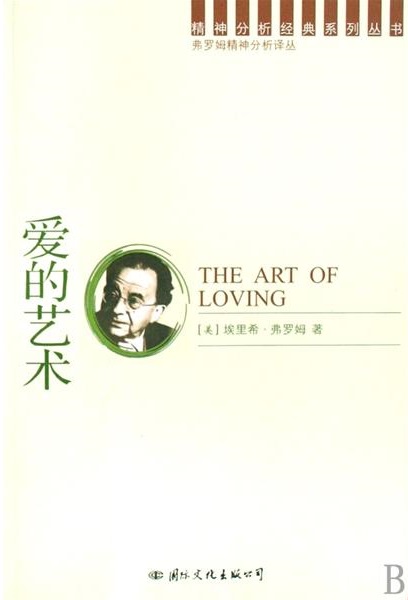 精神分析经典系列丛书
弗罗姆精神分析译丛
爱的艺术
THE ART OF
LOVING
[美]埃里希·弗罗姆 著
国际文化出版公司
B